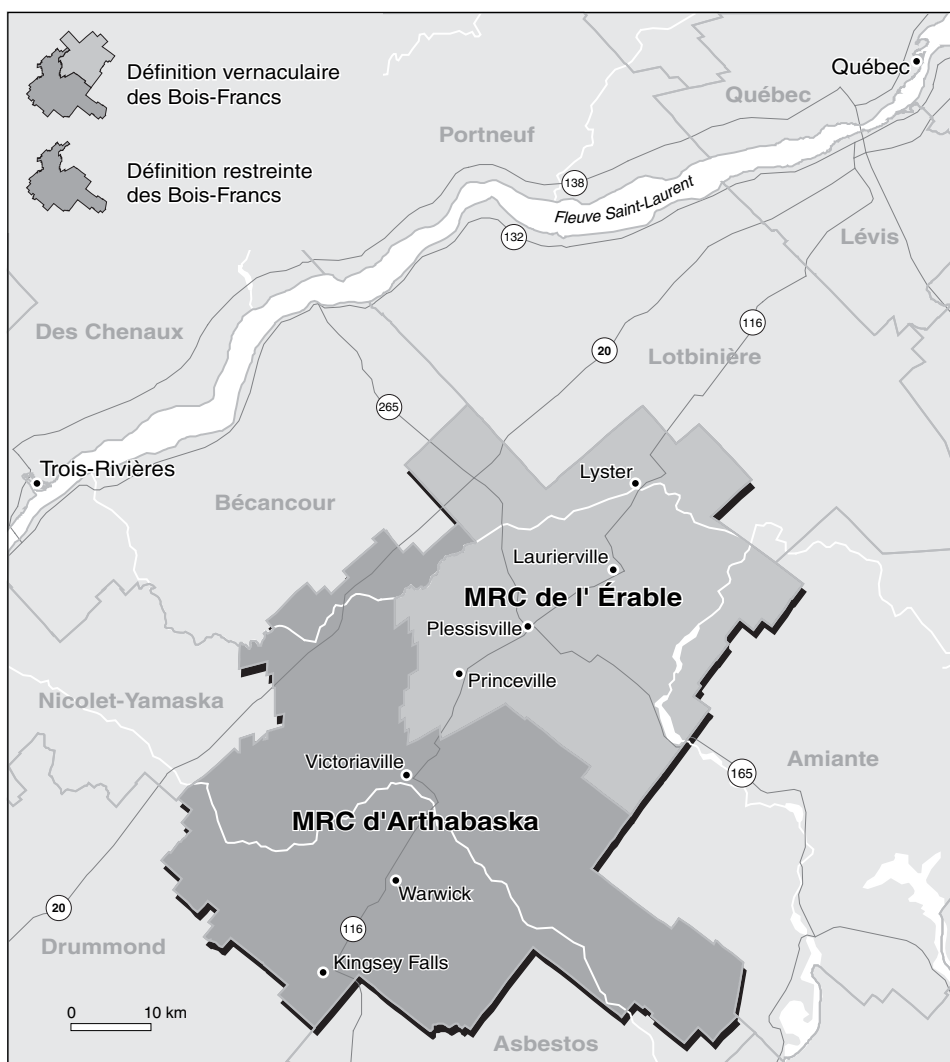 Définition vernaculaire
des Bois-Francs
Définition restreinte
des Bois-Francs
Québec
Québec
Portneuf
138
Fleuve Saint-Laurent
132
Lévis
Des Chenaux
116
20
Lotbinière
265
Trois-Rivières
Lyster
Bécancour
Laurierville
MRC de l' Érable
Plessisville
Princeville
Nicolet-Yamaska
Victoriaville
Amiante
165
MRC d'Arthabaska
Warwick
20
116
Drummond
Kingsey Falls
0 10 km
Asbestos